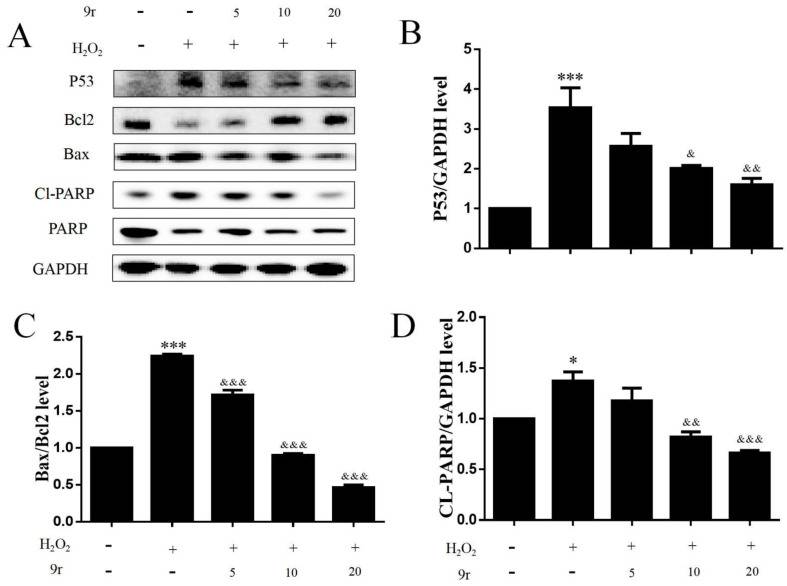 9r - - 5 10 20
A
H₂O₂ - + + + +
P53
Bcl2
Bax
Cl-PARP
PARP
GAPDH
B
P53/GAPDH level
5
4
3
2
1
0
***
&
&&
C
Bax/Bcl2 level
2.5
2.0
1.5
1.0
0.5
0.0
***
&&&
&&&
&&&
H₂O₂ - + + + +
9r - - 5 10 20
D
CL-PARP/GAPDH level
2.0
1.5
1.0
0.5
0.0
*
&&
&&&
H₂O₂ - + + + +
9r - - 5 10 20